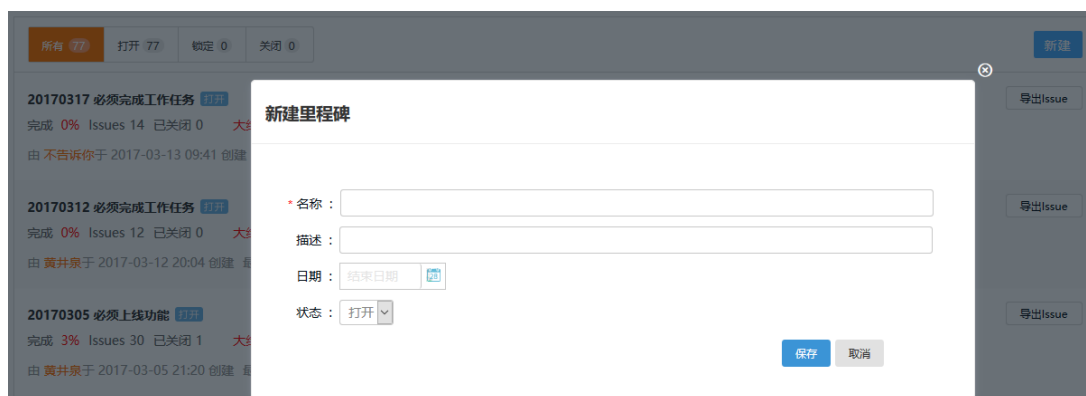 所有 77 打开 77 锁定 0 关闭 0 新建
20170317 必须完成工作任务 打开 导出Issue
完成 0% Issues 14 已关闭 0
由 不告诉你于 2017-03-13 09:41 创建
新建里程碑
20170312 必须完成工作任务 打开 导出Issue
完成 0% Issues 12 已关闭 0
由 黄井泉于 2017-03-12 20:04 创建
* 名称 :
描述 :
日期 : 结束日期
状态 : 打开
20170305 必须上线功能 打开 导出Issue
完成 3% Issues 30 已关闭 1
由 黄井泉于 2017-03-05 21:20 创建
保存 取消